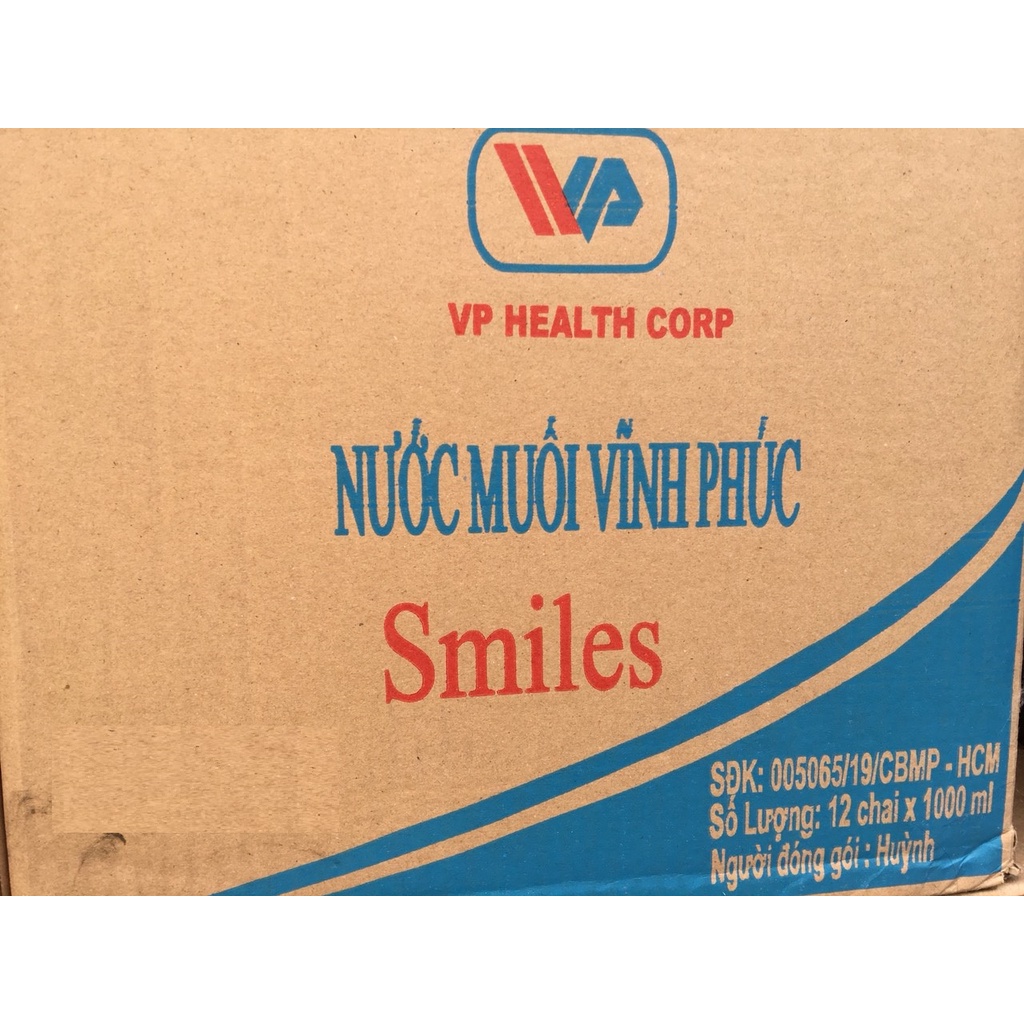 VP
VP HEALTH CORP
NƯỚC MUỐI VĨNH PHÚC
Smiles
SĐK: 005065/19/CBMP - HCM
Số Lượng: 12 chai x 1000 ml
Người đóng gói : Huỳnh